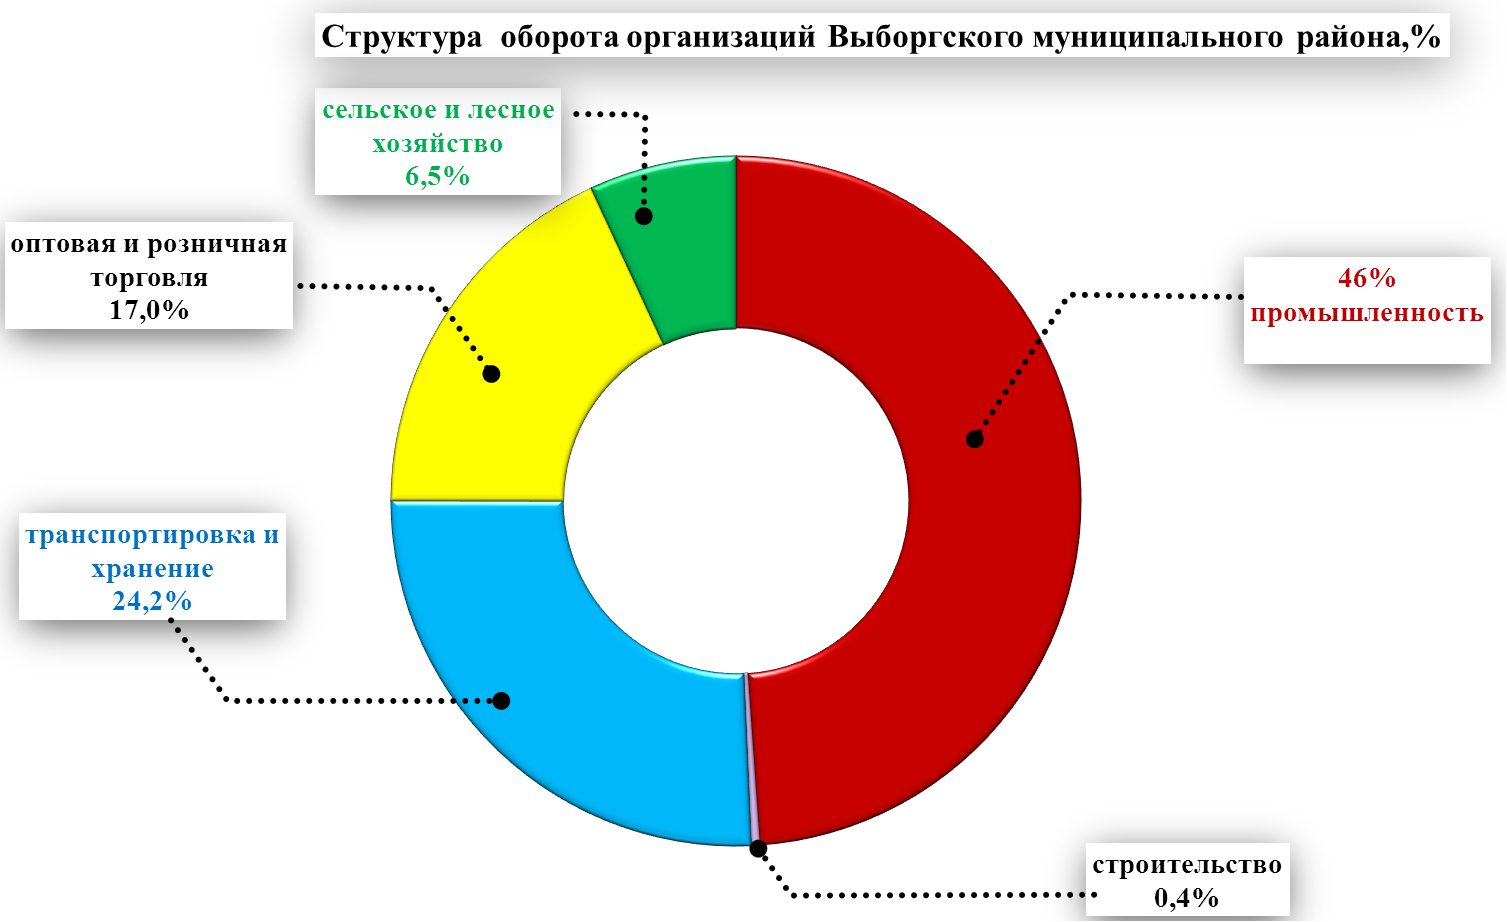 Структура оборота организаций Выборгского муниципального района,%
сельское и лесное
хозяйство
6,5%
оптовая и розничная
торговля
17,0%
46%
промышленность
транспортировка и
хранение
24,2%
строительство
0,4%